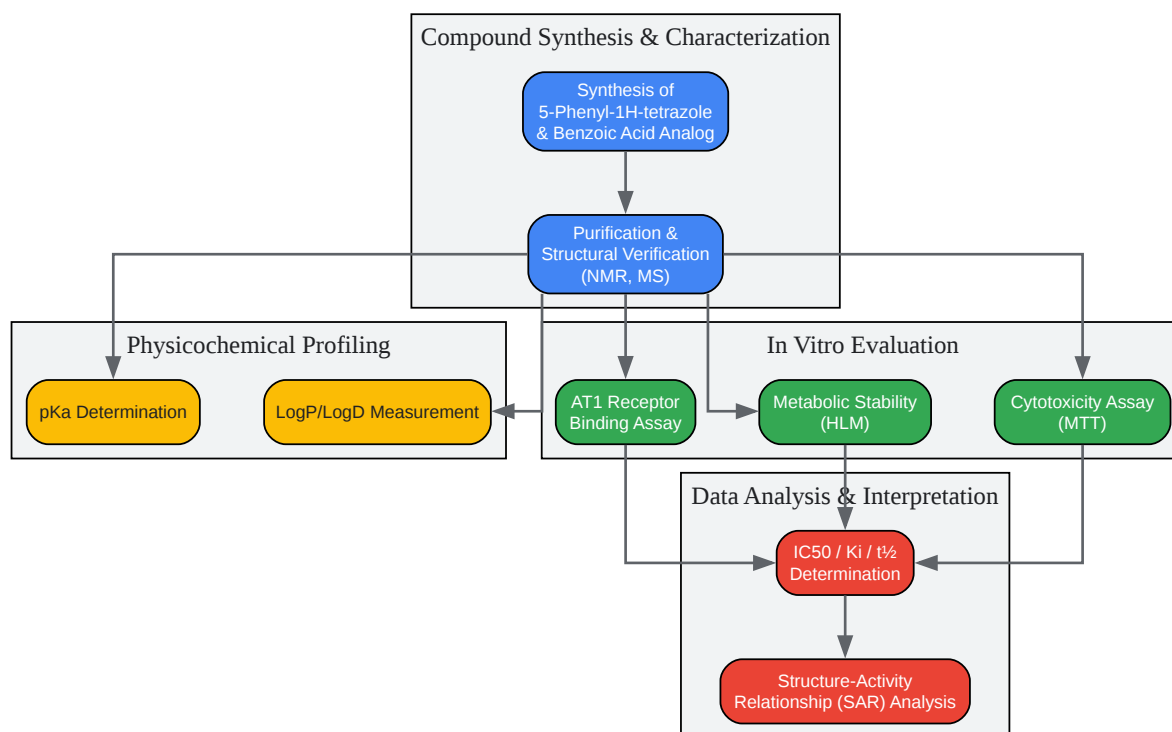 Compound Synthesis & Characterization
Synthesis of
5-Phenyl-1H-tetrazole
& Benzoic Acid Analog
Purification &
Structural Verification
(NMR, MS)
Physicochemical Profiling
pKa Determination
LogP/LogD Measurement
In Vitro Evaluation
AT1 Receptor
Binding Assay
Metabolic Stability
(HLM)
Cytotoxicity Assay
(MTT)
Data Analysis & Interpretation
IC50 / Ki / t½
Determination
Structure-Activity
Relationship (SAR) Analysis